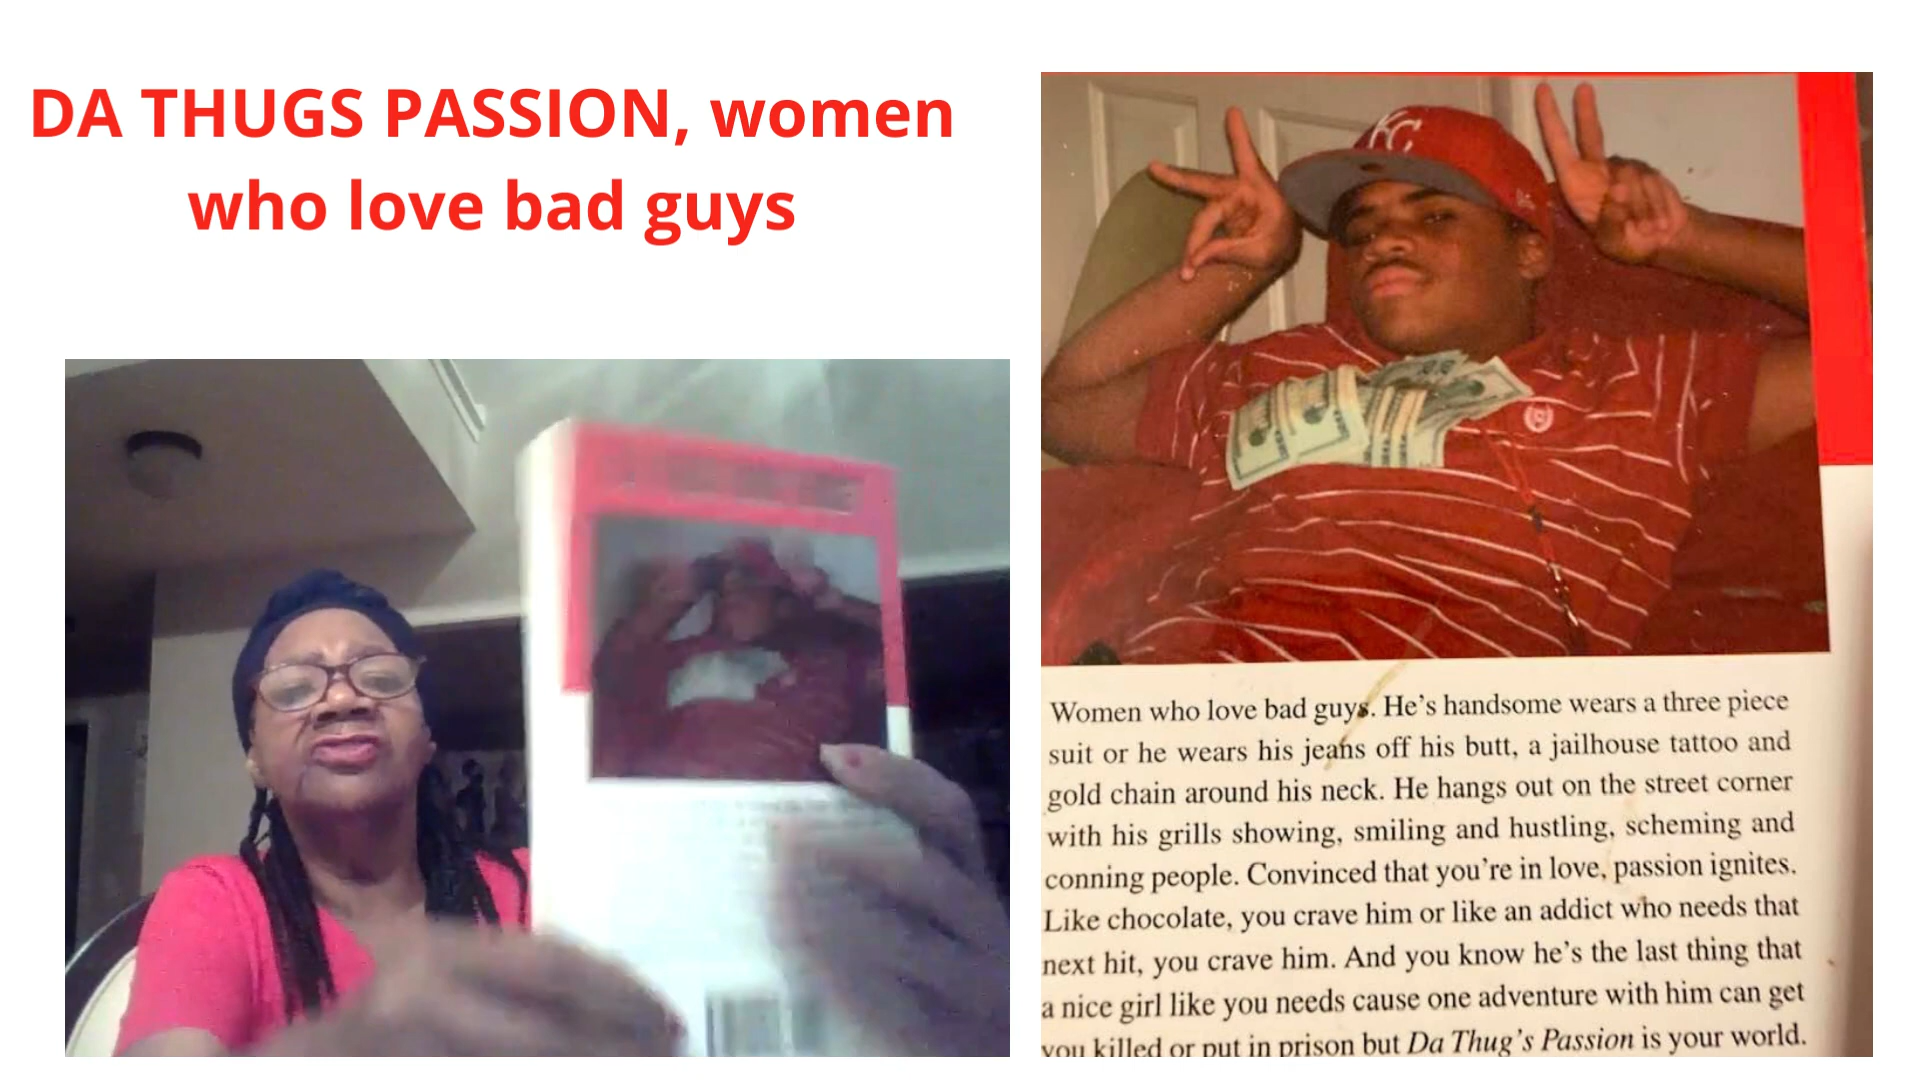 DA THUGS PASSION, women
who love bad guys
KC
Women who love bad guys. He's handsome wears a three piece
suit or he wears his jeans off his butt, a jailhouse tattoo and
gold chain around his neck. He hangs out on the street corner
with his grills showing, smiling and hustling, scheming and
conning people. Convinced that you're in love, passion ignites.
Like chocolate, you crave him or like an addict who needs that
next hit, you crave him. And you know he's the last thing that
a nice girl like you needs cause one adventure with him can get
you killed or put in prison but Da Thug's Passion is your world.